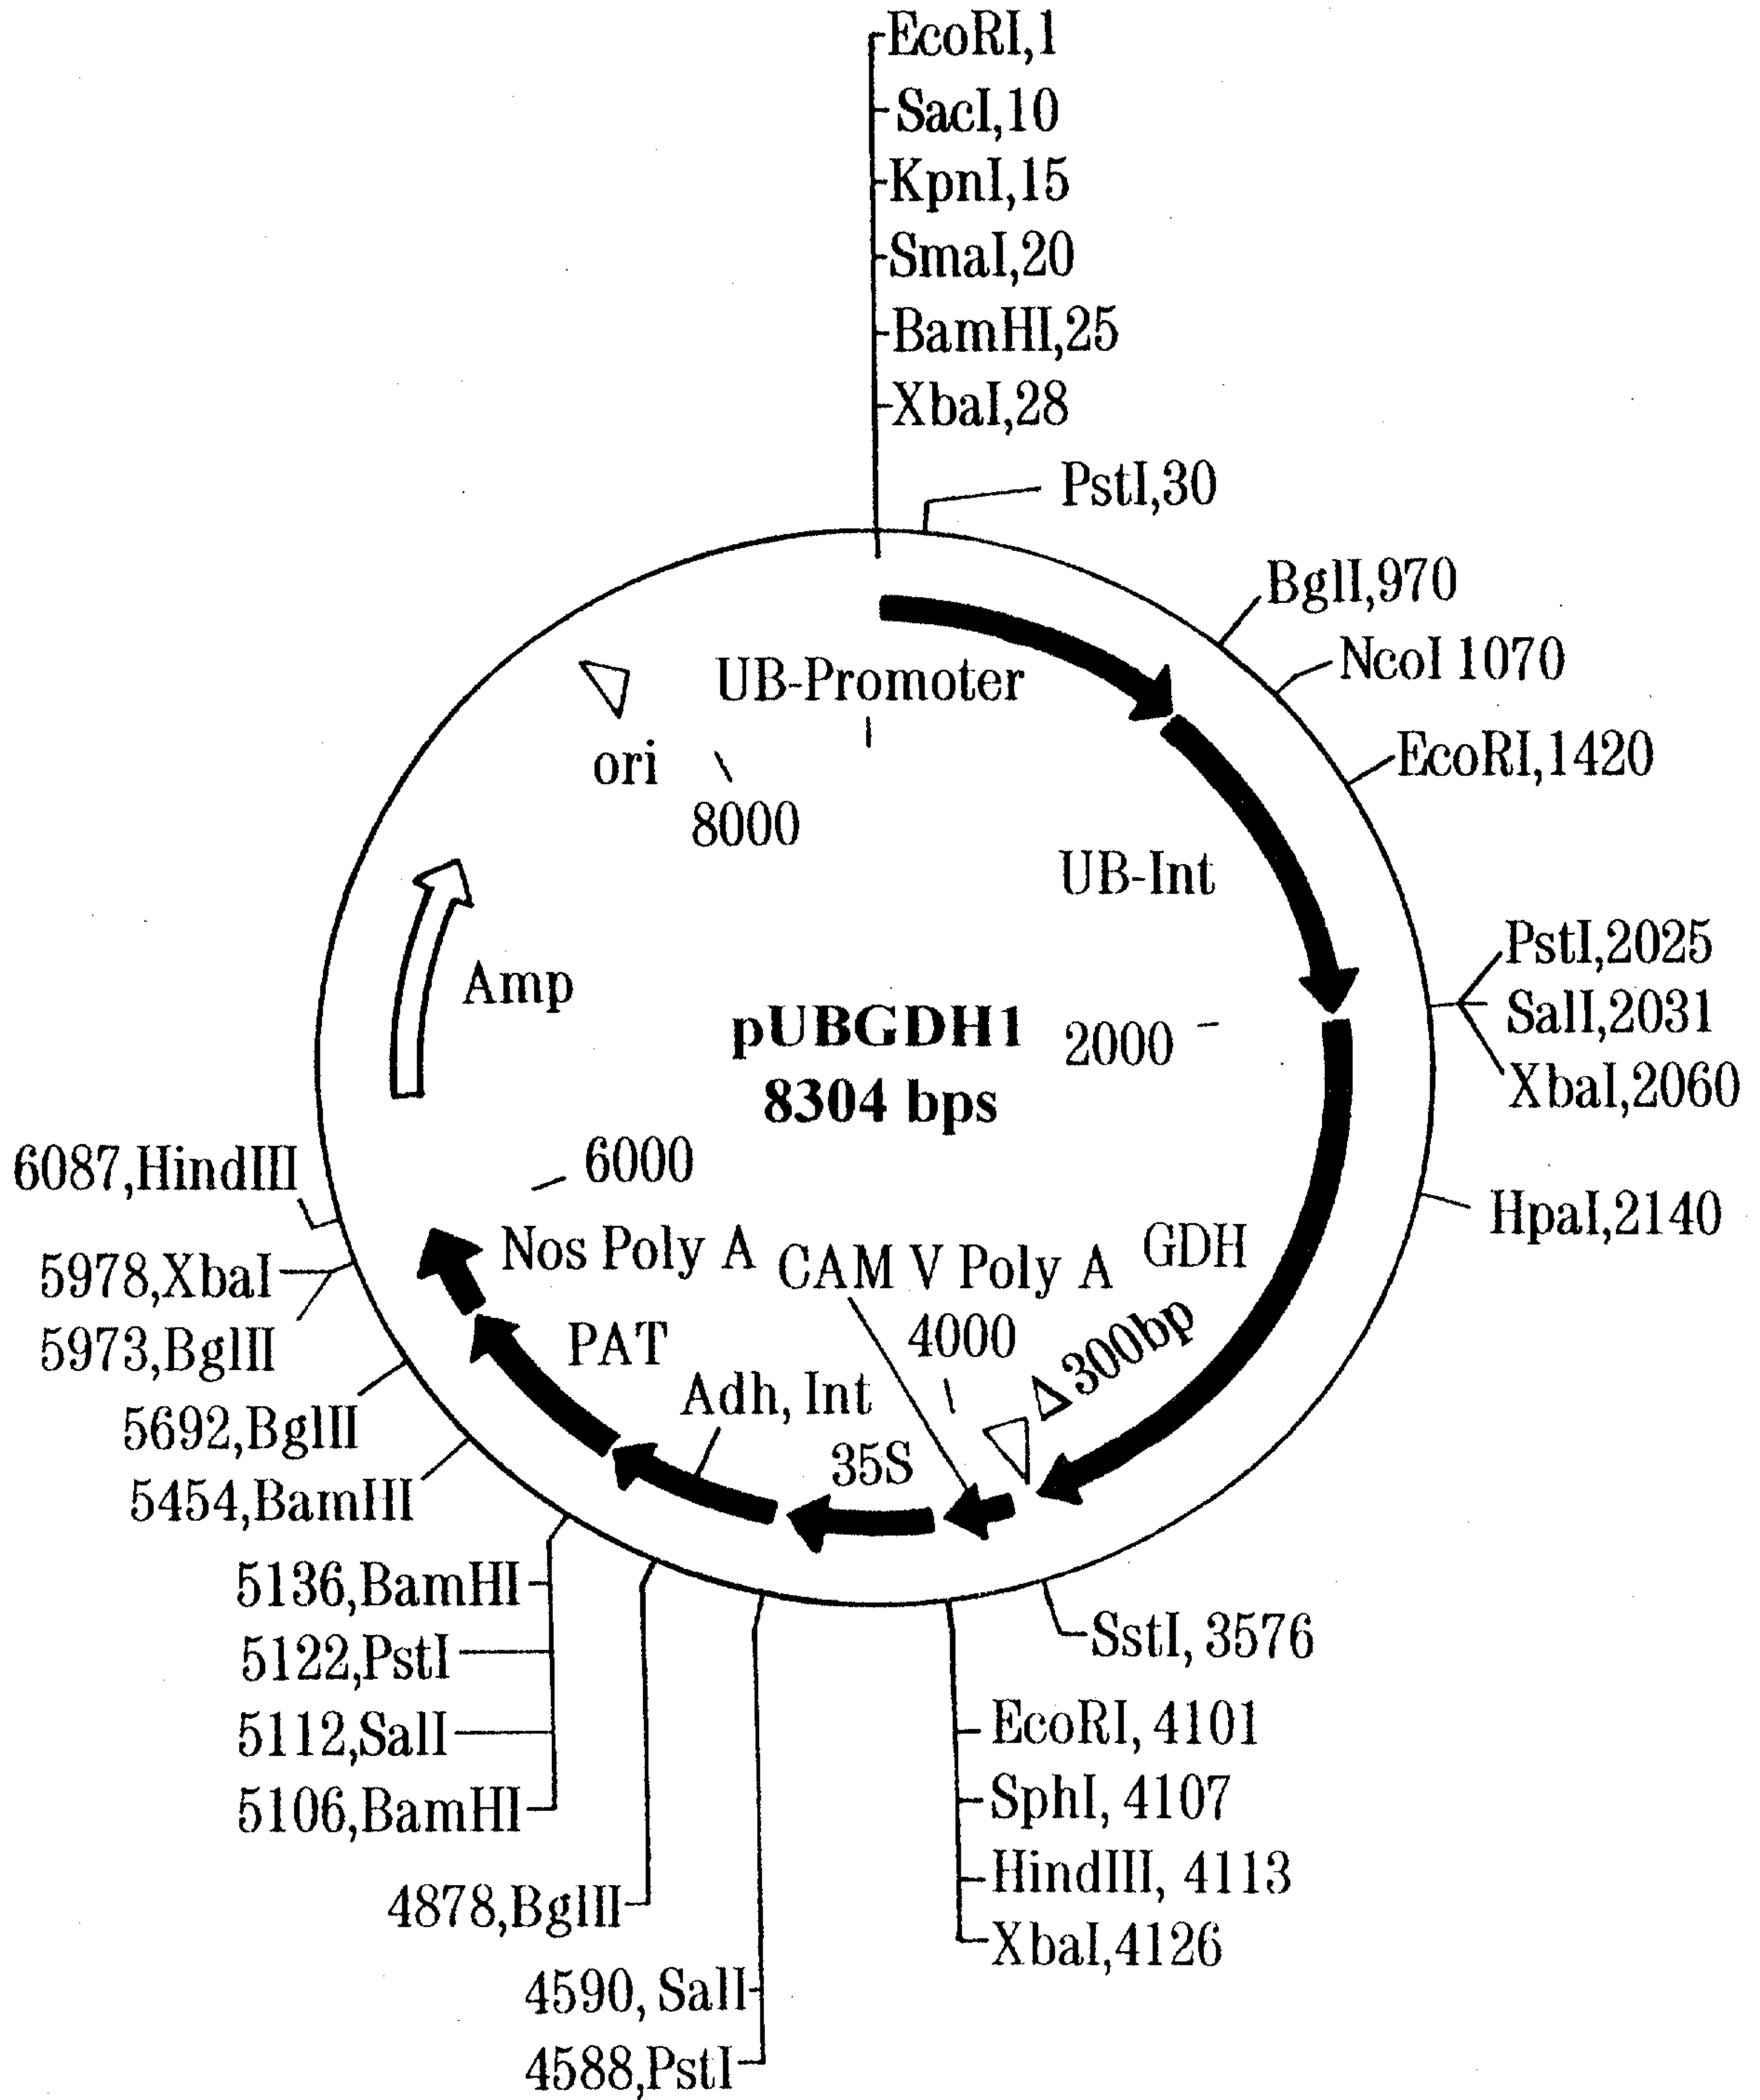 EcoRI,1
SacI,10
KpnI,15
SmaI,20
BamHI,25
XbaI,28
PstI,30
BglI,970
NcoI 1070
EcoRI,1420
PstI,2025
SalI,2031
XbaI,2060
HpaI,2140
SstI, 3576
EcoRI, 4101
SphI, 4107
HindIII, 4113
XbaI,4126
4588,PstI
4590, SalI
4878,BglII
5106,BamHI
5112,SalI
5122,PstI
5136,BamHI
5454,BamHI
5692,BglII
5973,BglII
5978,XbaI
6087,HindIII
UB-Promoter
ori
8000
UB-Int
Amp
pUBGDH1
8304 bps
2000
6000
Nos Poly A
CAM V Poly A
GDH
4000
Δ300bp
PAT
Adh, Int
35S